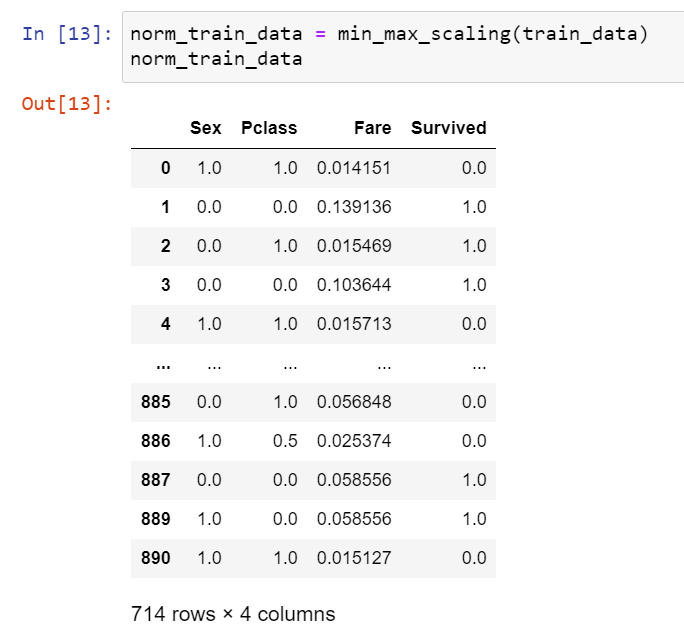 In [13]: norm_train_data = min_max_scaling(train_data)
norm_train_data
Out[13]:
Sex Pclass Fare Survived
0 1.0 1.0 0.014151 0.0
1 0.0 0.0 0.139136 1.0
2 0.0 1.0 0.015469 1.0
3 0.0 0.0 0.103644 1.0
4 1.0 1.0 0.015713 0.0
... ... ... ... ...
885 0.0 1.0 0.056848 0.0
886 1.0 0.5 0.025374 0.0
887 0.0 0.0 0.058556 1.0
889 1.0 0.0 0.058556 1.0
890 1.0 1.0 0.015127 0.0
714 rows × 4 columns